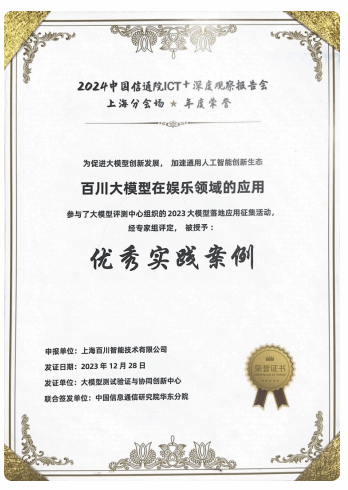 2024中国信通院ICT+深度观察报告会
上海分会场 ★ 年度荣誉
为促进大模型创新发展， 加速通用人工智能创新生态
百川大模型在娱乐领域的应用
参与了大模型评测中心组织的2023大模型落地应用征集活动，
经专家组评定， 被授予：
优秀实践案例
申报单位：上海百川智能技术有限公司
发证日期：2023 年 12 月 28 日
发证单位：大模型测试验证与协同创新中心
联合签发单位：中国信息通信研究院华东分院
荣誉证书